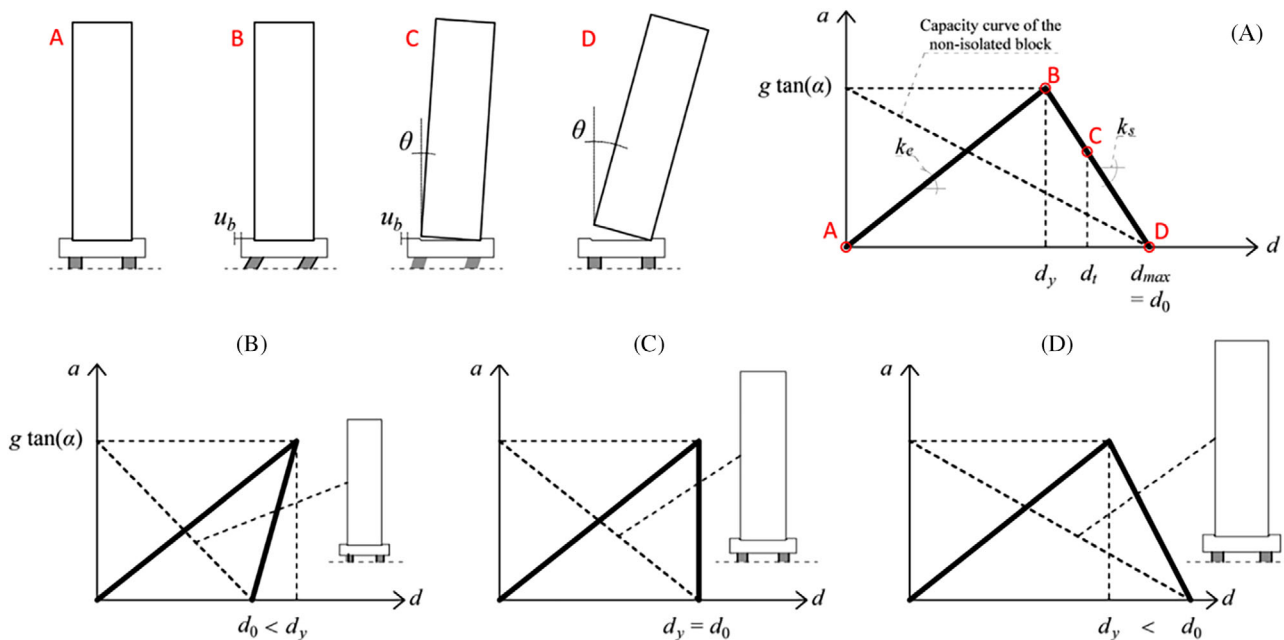 A
B
C
D
u_b
θ
u_b
θ
(A)
a
Capacity curve of the
non-isolated block
g tan(α)
B
C
k_e
k_s
A
D
d
d_y
d_t
d_max
= d_0
(B)
a
g tan(α)
d
d_0 < d_y
(C)
a
d
d_y = d_0
(D)
a
d
d_y < d_0